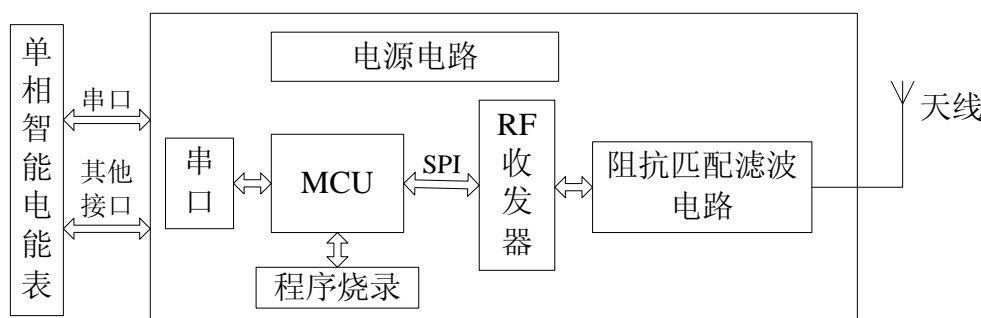 单相智能电能表
串口
其他
接口
电源电路
串口
MCU
SPI
RF
收发器
阻抗匹配滤波
电路
天线
程序烧录